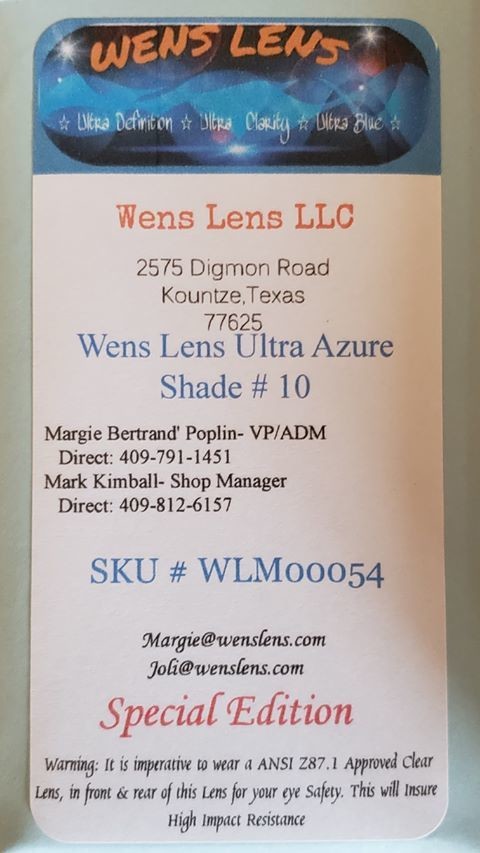 WENS LENS
☆ Ultra Definition ☆ Ultra Clarity ☆ Ultra Blue ☆
Wens Lens LLC
2575 Digmon Road
Kountze,Texas
77625
Wens Lens Ultra Azure
Shade # 10
Margie Bertrand' Poplin- VP/ADM
Direct: 409-791-1451
Mark Kimball- Shop Manager
Direct: 409-812-6157
SKU # WLM00054
Margie@wenslens.com
Joli@wenslens.com
Special Edition
Warning: It is imperative to wear a ANSI Z87.1 Approved Clear
Lens, in front & rear of this Lens for your eye Safety. This will Insure
High Impact Resistance